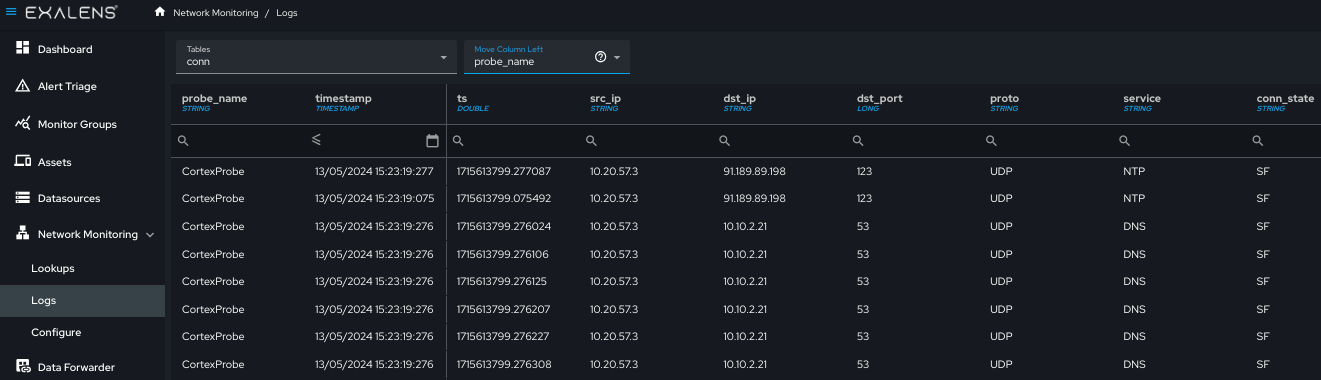 EXALENS
Network Monitoring / Logs
Dashboard
Alert Triage
Monitor Groups
Assets
Datasources
Network Monitoring
Lookups
Logs
Configure
Data Forwarder
Tables
conn
Move Column Left
probe_name
probe_name timestamp ts src_ip dst_ip dst_port proto service conn_state
STRING TIMESTAMP DOUBLE STRING STRING LONG STRING STRING STRING
≤
CortexProbe 13/05/2024 15:23:19:277 1715613799.277087 10.20.57.3 91.189.89.198 123 UDP NTP SF
CortexProbe 13/05/2024 15:23:19:075 1715613799.075492 10.20.57.3 91.189.89.198 123 UDP NTP SF
CortexProbe 13/05/2024 15:23:19:276 1715613799.276024 10.20.57.3 10.10.2.21 53 UDP DNS SF
CortexProbe 13/05/2024 15:23:19:276 1715613799.276106 10.20.57.3 10.10.2.21 53 UDP DNS SF
CortexProbe 13/05/2024 15:23:19:276 1715613799.276125 10.20.57.3 10.10.2.21 53 UDP DNS SF
CortexProbe 13/05/2024 15:23:19:276 1715613799.276207 10.20.57.3 10.10.2.21 53 UDP DNS SF
CortexProbe 13/05/2024 15:23:19:276 1715613799.276227 10.20.57.3 10.10.2.21 53 UDP DNS SF
CortexProbe 13/05/2024 15:23:19:276 1715613799.276308 10.20.57.3 10.10.2.21 53 UDP DNS SF